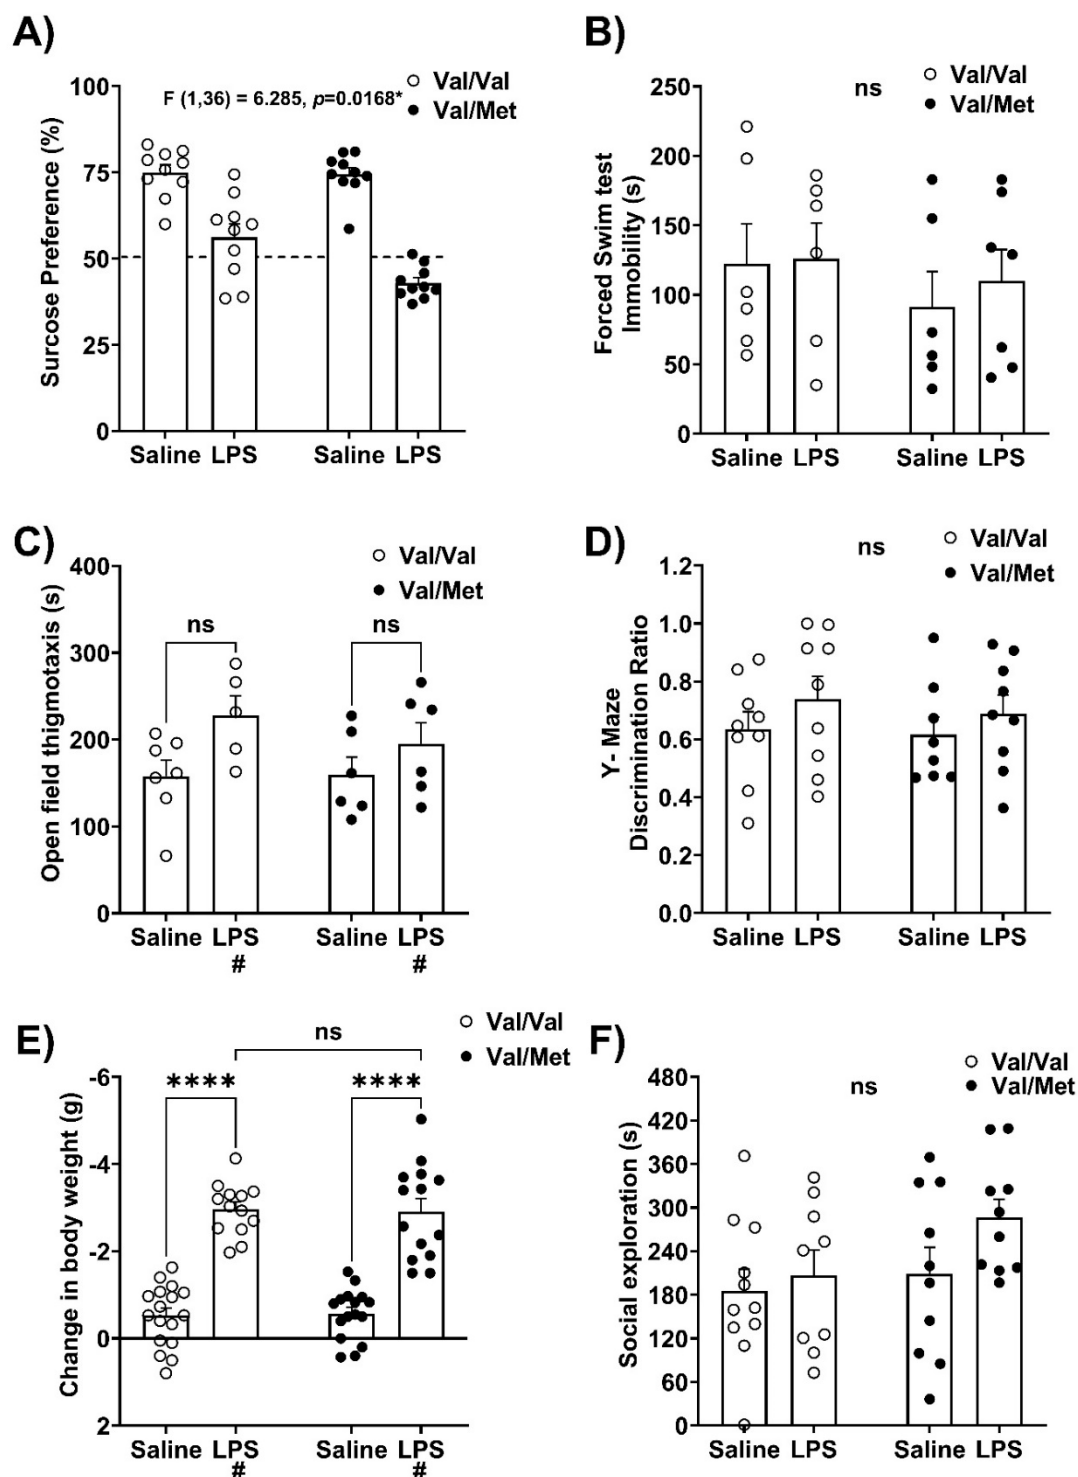 A)
F (1,36) = 6.285, p=0.0168*
Val/Val
Val/Met
Surcose Preference (%)
100
75
50
25
0
Saline LPS Saline LPS
B)
ns
Val/Val
Val/Met
Forced Swim test
Immobility (s)
250
200
150
100
50
0
Saline LPS Saline LPS
C)
Val/Val
Val/Met
Open field thigmotaxis (s)
400
300
200
100
0
ns ns
Saline LPS Saline LPS
# #
D)
ns
Val/Val
Val/Met
Y- Maze
Discrimination Ratio
1.2
1.0
0.8
0.6
0.4
0.2
0.0
Saline LPS Saline LPS
E)
Val/Val
Val/Met
ns
**** ****
Change in body weight (g)
-6
-4
-2
0
2
Saline LPS Saline LPS
# #
F)
ns
Val/Val
Val/Met
Social exploration (s)
480
420
360
300
240
180
120
60
0
Saline LPS Saline LPS